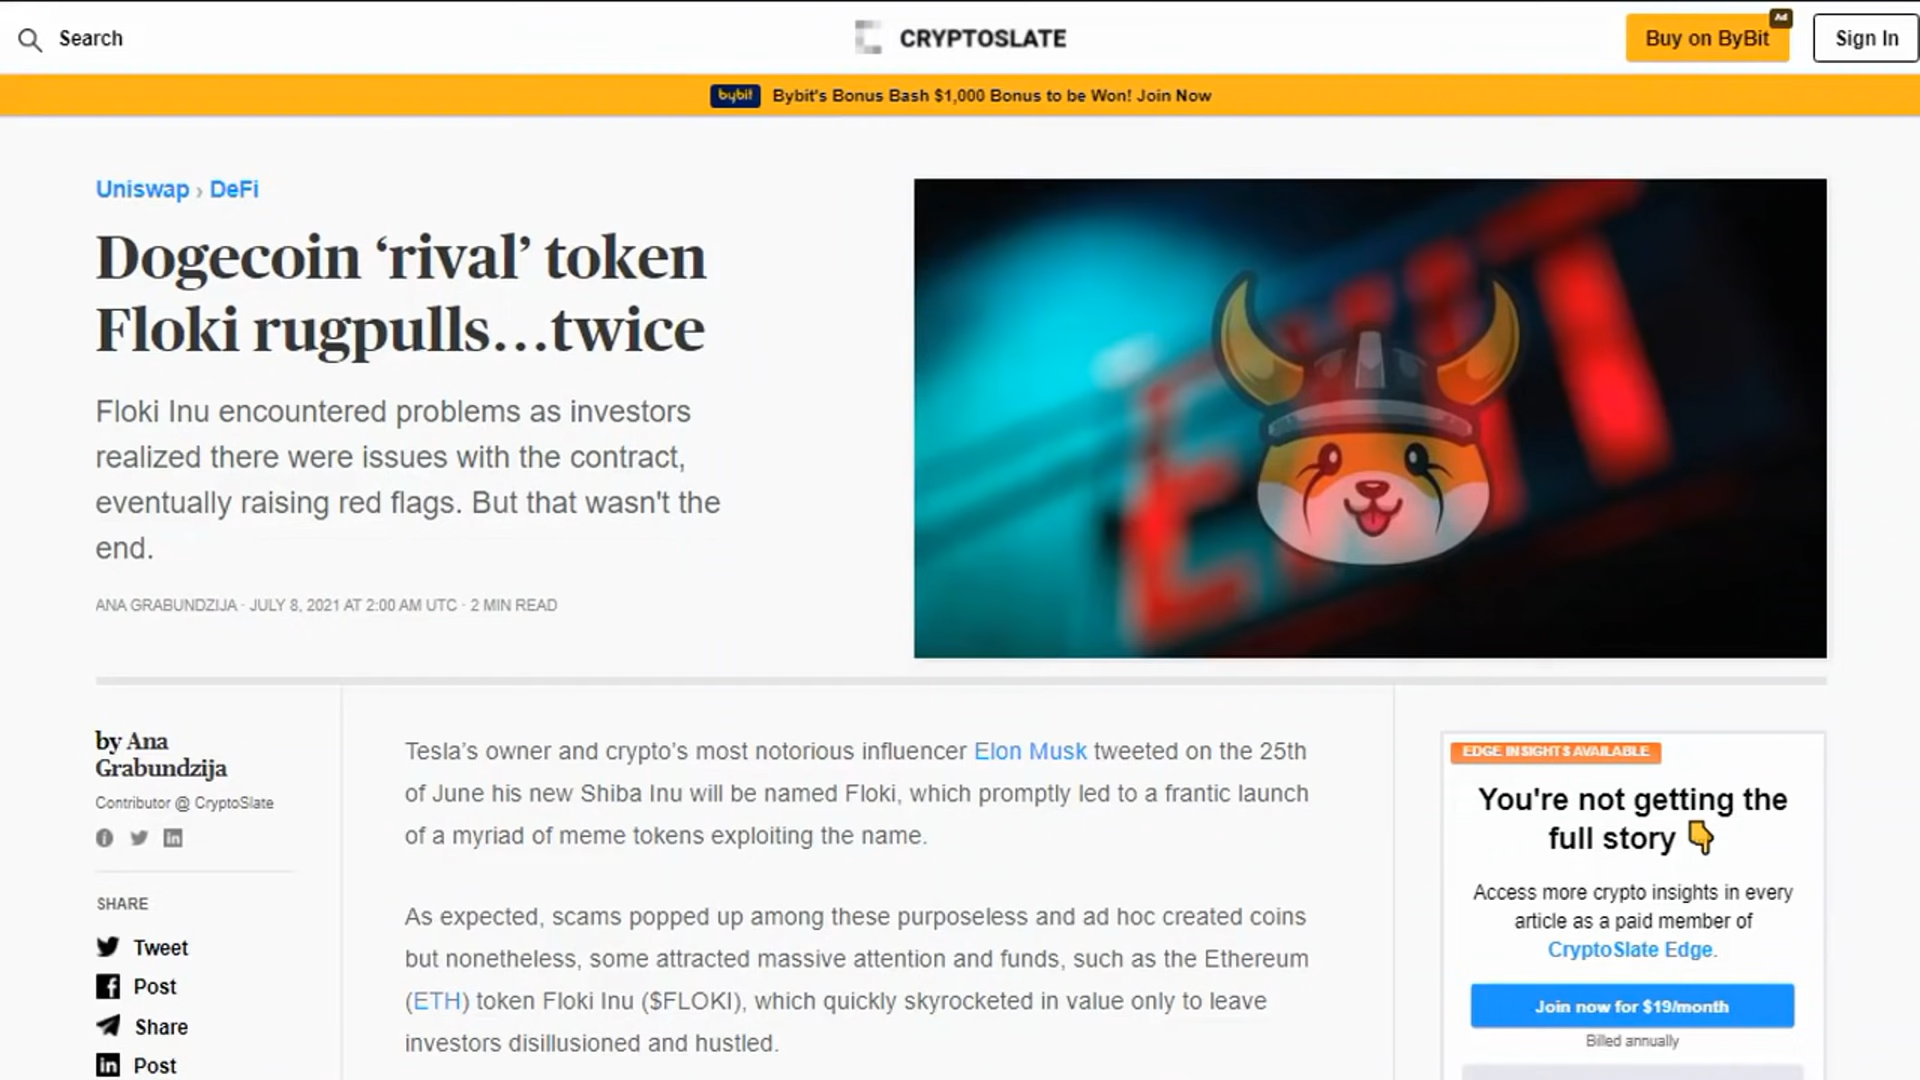 Search
CRYPTOSLATE
Buy on ByBit
Ad
Sign In
bybit Bybit's Bonus Bash $1,000 Bonus to be Won! Join Now
Uniswap › DeFi
Dogecoin ‘rival’ token
Floki rugpulls…twice
Floki Inu encountered problems as investors
realized there were issues with the contract,
eventually raising red flags. But that wasn't the
end.
ANA GRABUNDZIJA · JULY 8, 2021 AT 2:00 AM UTC · 2 MIN READ
EXIT
by Ana
Grabundzija
Contributor @ CryptoSlate
SHARE
Tweet
Post
Share
Post
Tesla’s owner and crypto’s most notorious influencer Elon Musk tweeted on the 25th
of June his new Shiba Inu will be named Floki, which promptly led to a frantic launch
of a myriad of meme tokens exploiting the name.
As expected, scams popped up among these purposeless and ad hoc created coins
but nonetheless, some attracted massive attention and funds, such as the Ethereum
(ETH) token Floki Inu ($FLOKI), which quickly skyrocketed in value only to leave
investors disillusioned and hustled.
EDGE INSIGHTS AVAILABLE
You're not getting the
full story 👇
Access more crypto insights in every
article as a paid member of
CryptoSlate Edge.
Join now for $19/month
Billed annually